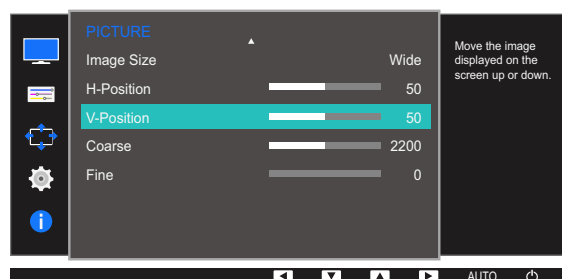 PICTURE
Image Size Wide
H-Position 50
V-Position 50
Coarse 2200
Fine 0
Move the image
displayed on the
screen up or down.
AUTO